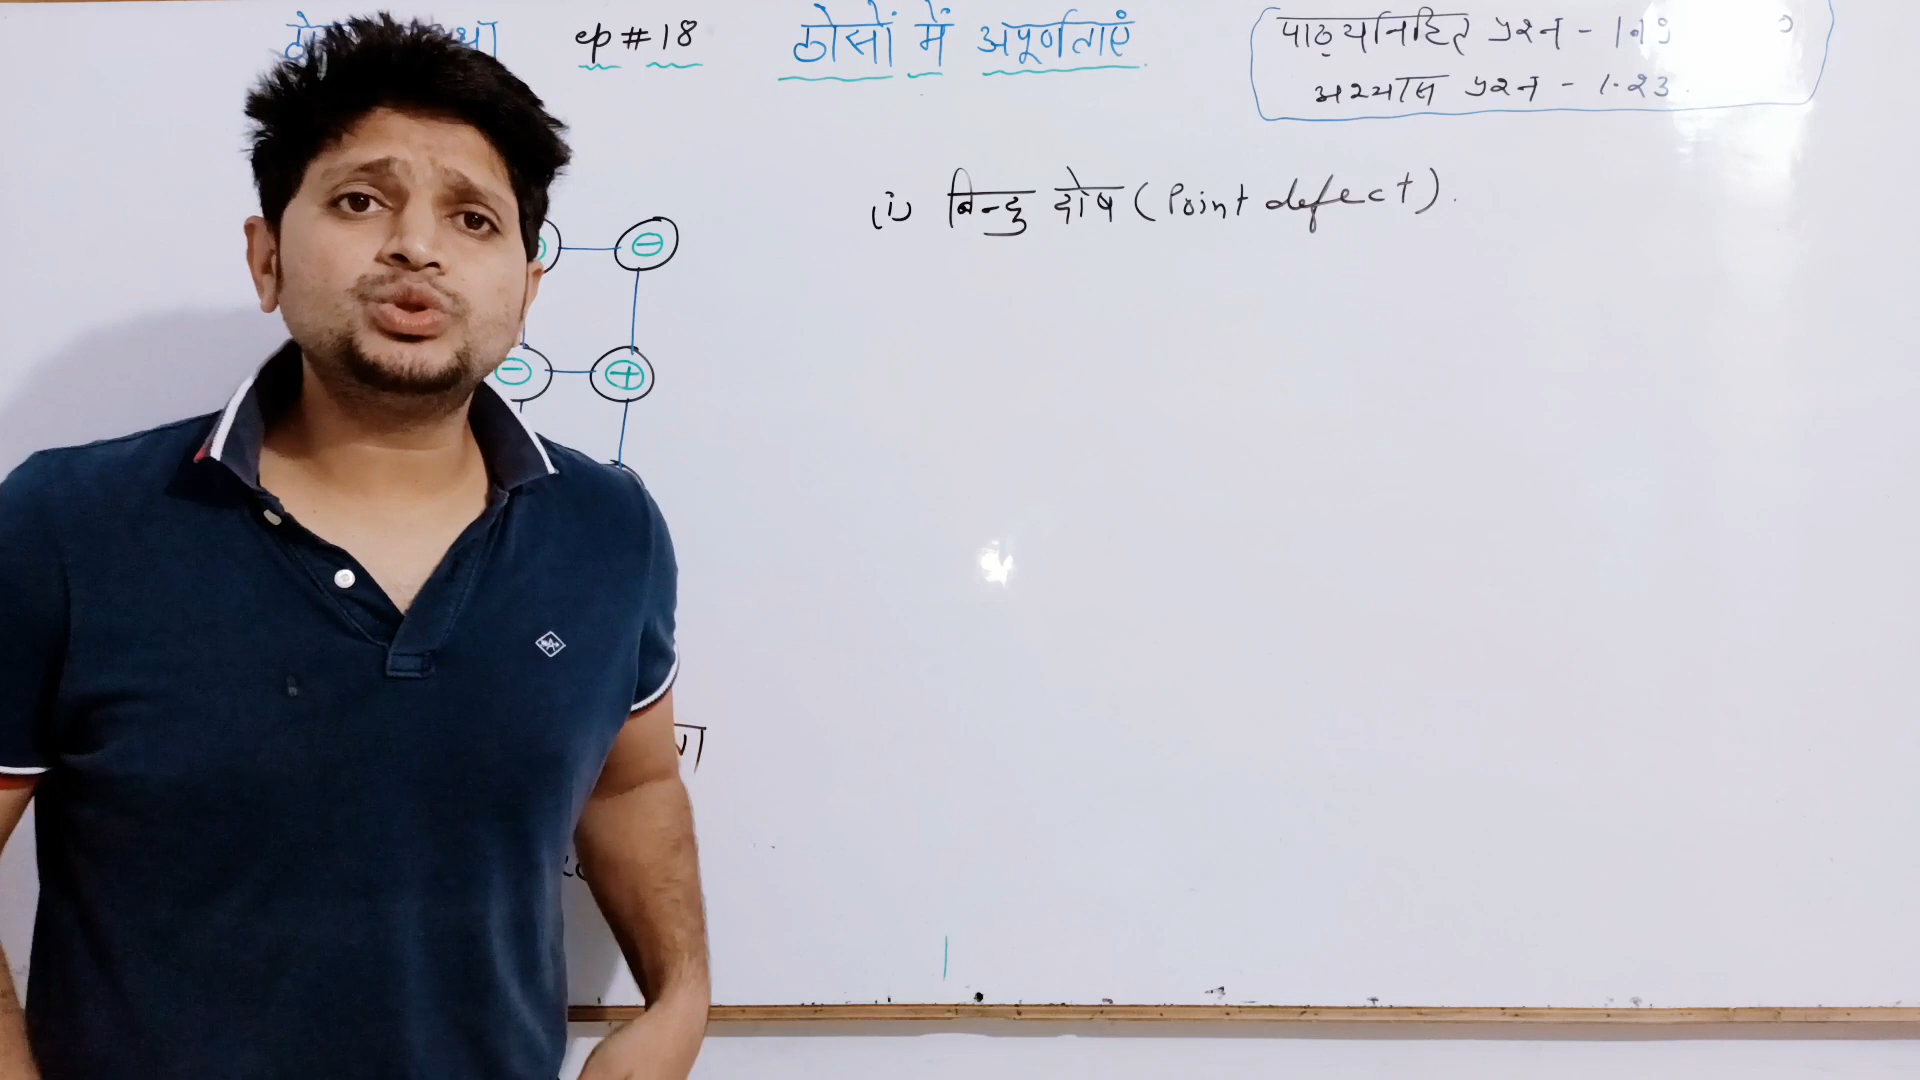 ep # 18 ठोसों में अपूर्णताएं
पाठ्यनिहित प्रश्न -
अभ्यास प्रश्न - 1.23
(i) बिन्दु दोष ( Point defect ).